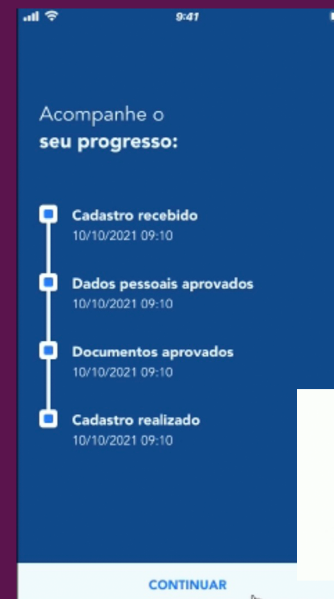 9:41
Acompanhe o
seu progresso:
Cadastro recebido
10/10/2021 09:10
Dados pessoais aprovados
10/10/2021 09:10
Documentos aprovados
10/10/2021 09:10
Cadastro realizado
10/10/2021 09:10
CONTINUAR